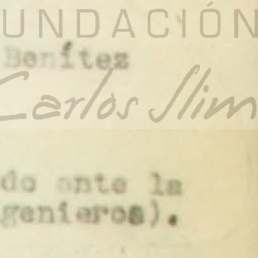 UNDACIÓN
Benítez
Carlos Slim
do ante la
genieros).